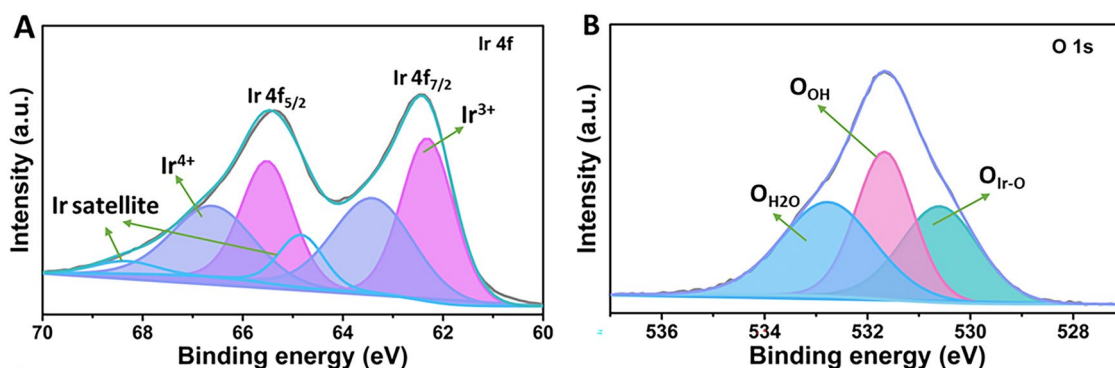 A
Ir 4f
Ir 4f7/2
Ir 4f5/2
Ir3+
Ir4+
Ir satellite
Intensity (a.u.)
70 68 66 64 62 60
Binding energy (eV)
B
O 1s
OOH
OIr-O
OH2O
Intensity (a.u.)
536 534 532 530 528
Binding energy (eV)